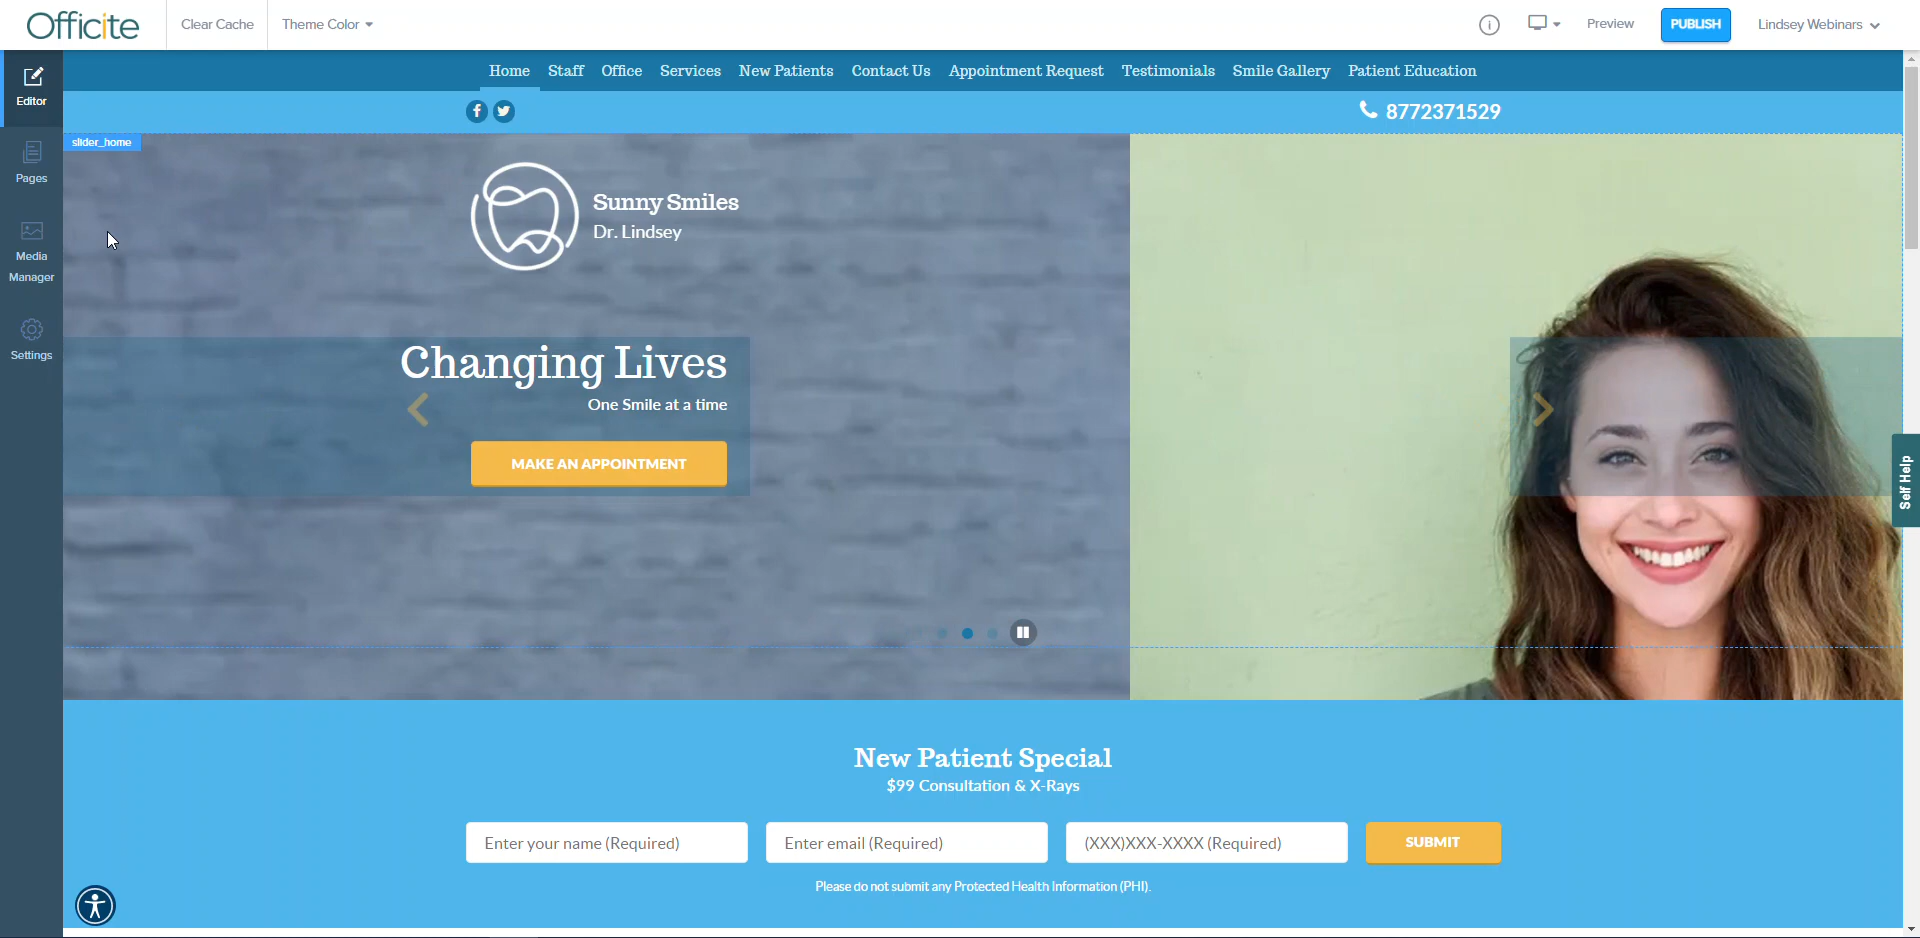 Officite
Clear Cache
Theme Color
Preview
PUBLISH
Lindsey Webinars
Editor
Pages
Media
Manager
Settings
Home Staff Office Services New Patients Contact Us Appointment Request Testimonials Smile Gallery Patient Education
8772371529
slider_home
Sunny Smiles
Dr. Lindsey
Changing Lives
One Smile at a time
MAKE AN APPOINTMENT
Self Help
New Patient Special
$99 Consultation & X-Rays
Enter your name (Required)
Enter email (Required)
(XXX)XXX-XXXX (Required)
SUBMIT
Please do not submit any Protected Health Information (PHI).